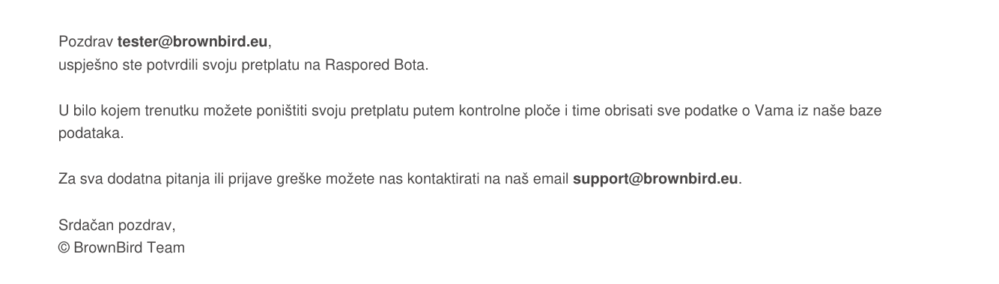 Pozdrav tester@brownbird.eu,
uspješno ste potvrdili svoju pretplatu na Raspored Bota.
U bilo kojem trenutku možete poništiti svoju pretplatu putem kontrolne ploče i time obrisati sve podatke o Vama iz naše baze
podataka.
Za sva dodatna pitanja ili prijave greške možete nas kontaktirati na naš email support@brownbird.eu.
Srdačan pozdrav,
© BrownBird Team